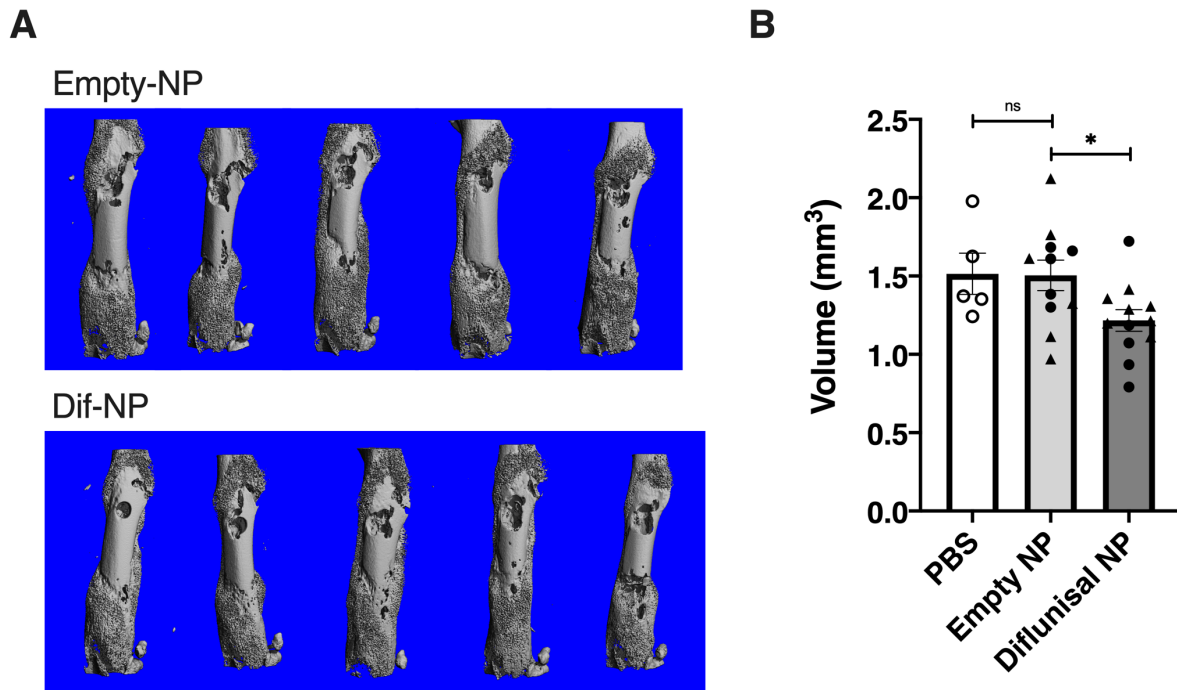 A
Empty-NP
Dif-NP
B
ns
*
Volume (mm³)
2.5
2.0
1.5
1.0
0.5
0.0
PBS
Empty NP
Diflunisal NP